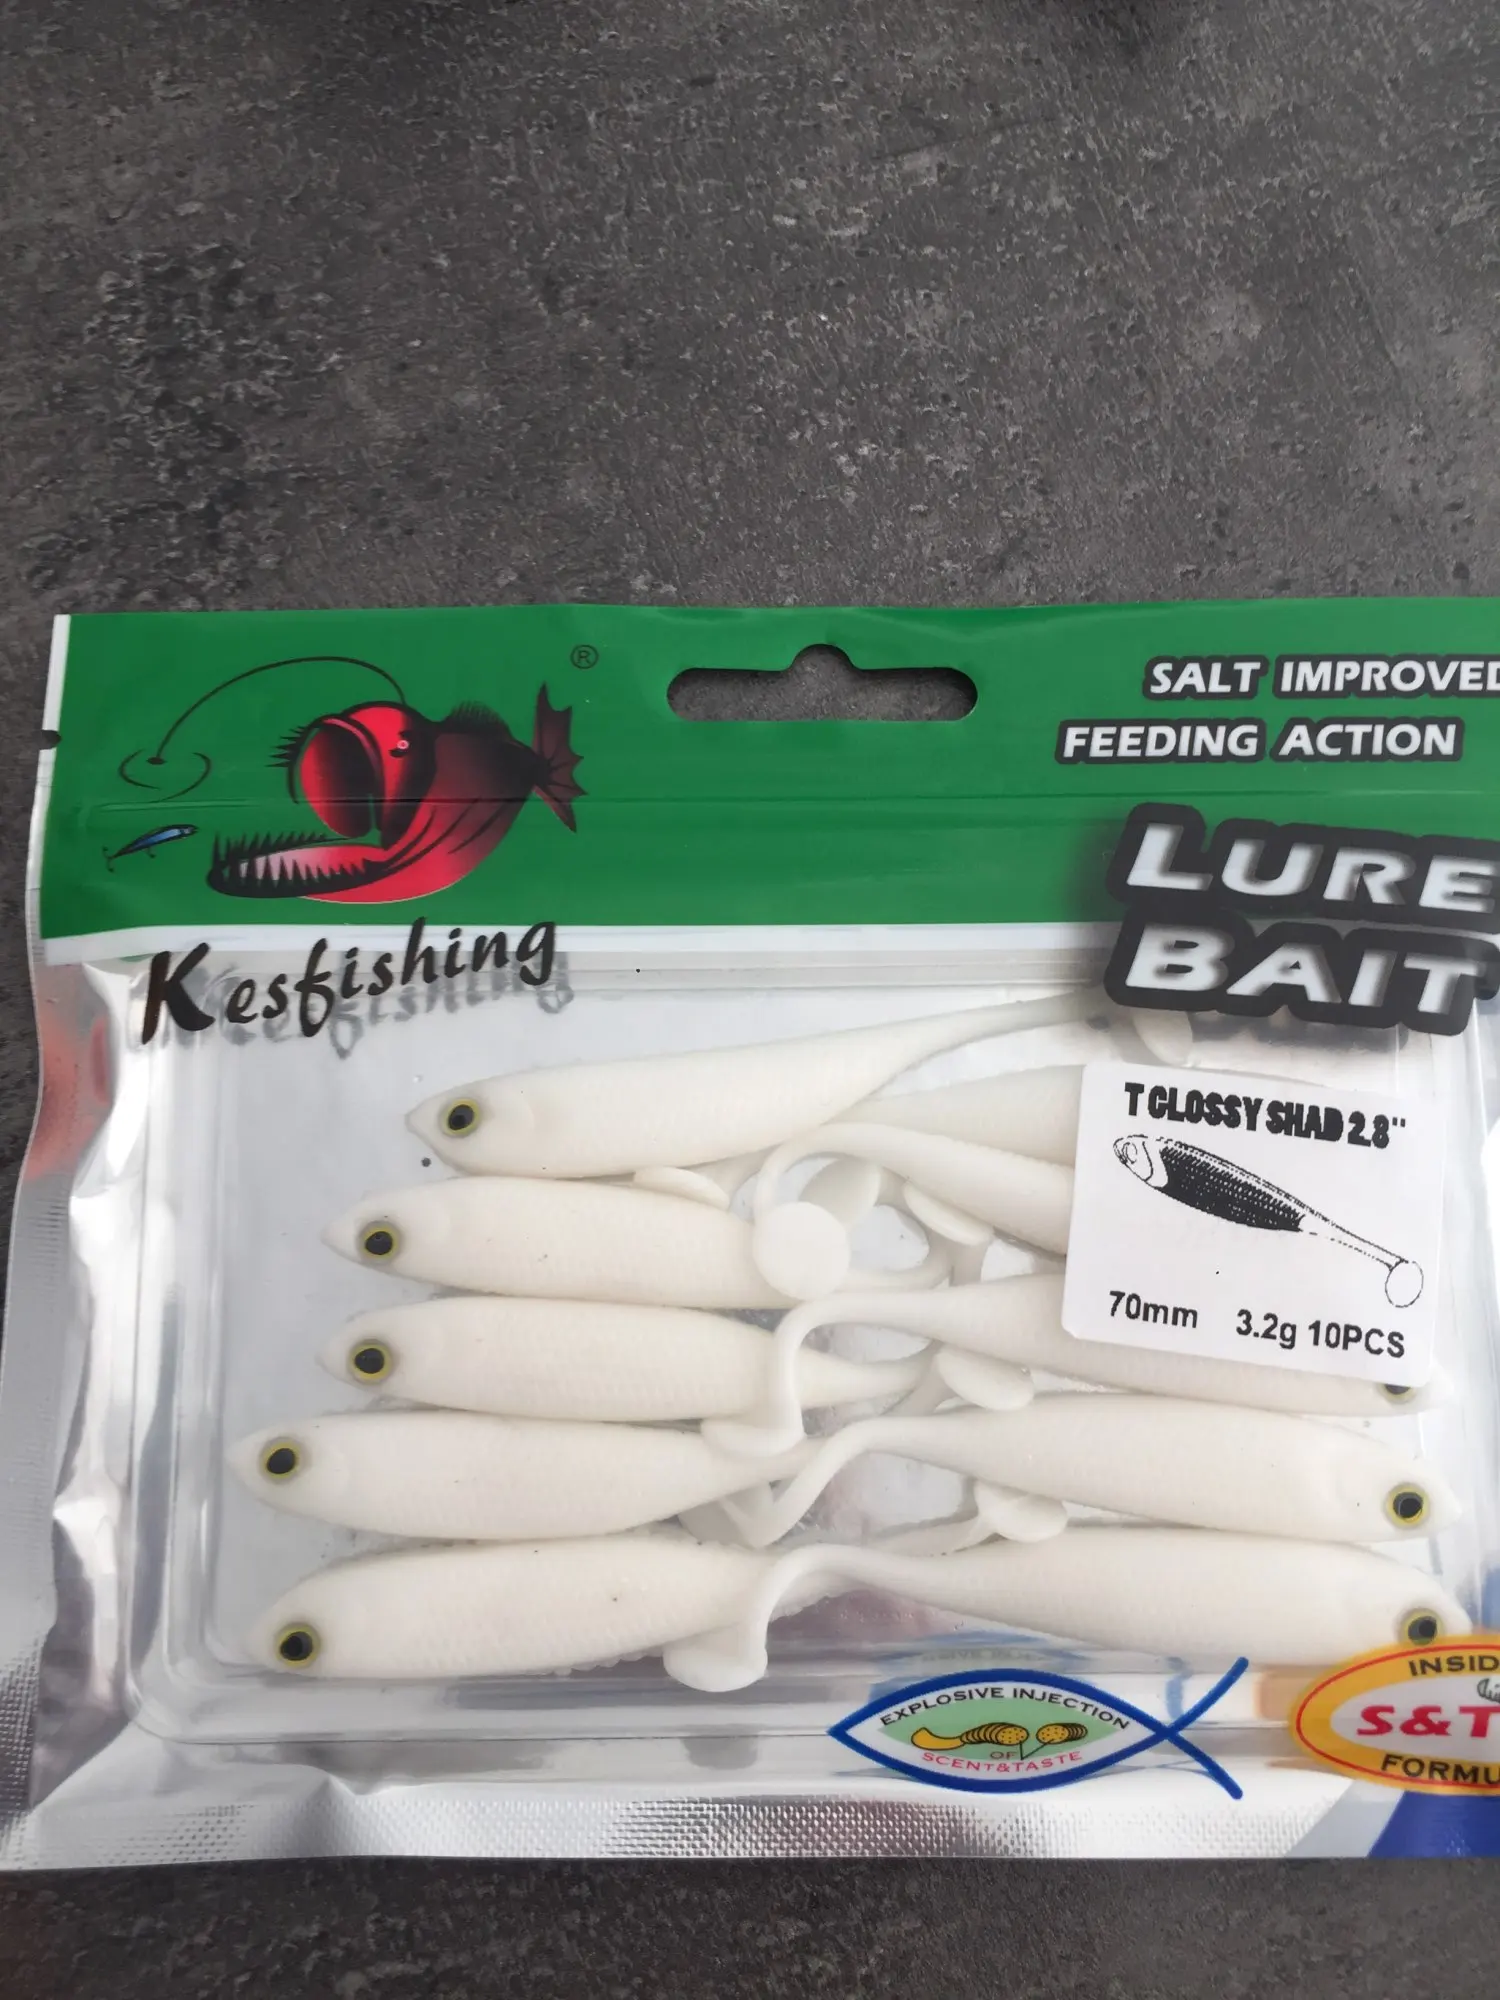 ®
SALT IMPROVED
FEEDING ACTION
LURE
BAIT
Kesfishing
T GLOSSY SHAD 2.8"
70mm 3.2g 10PCS
EXPLOSIVE INJECTION
OF
SCENT&TASTE
INSID
S&T
FORMU